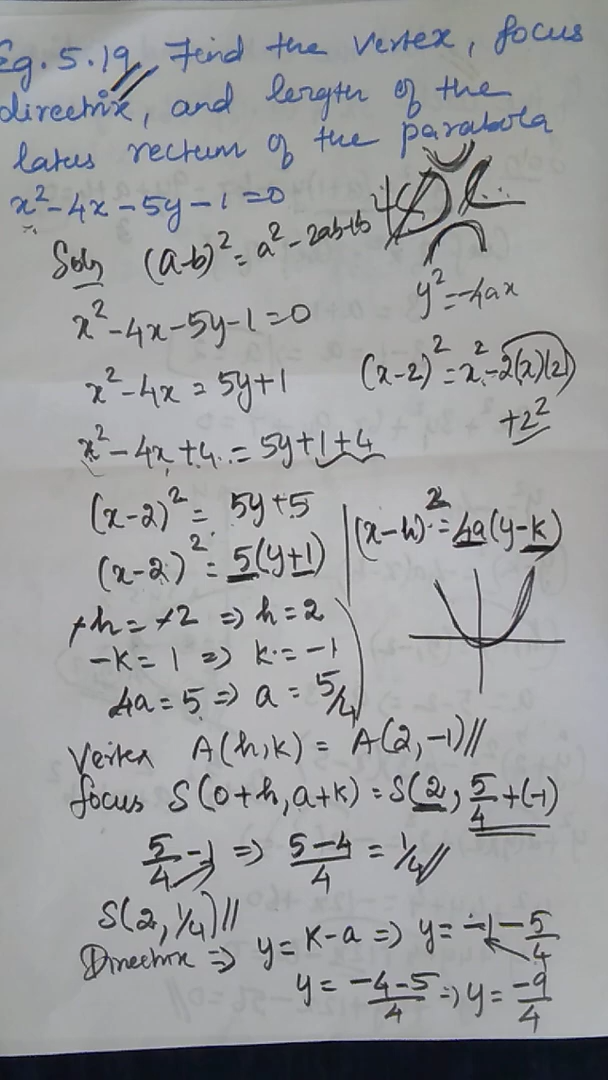 Eg. 5.19 Find the vertex, focus
directrix, and length of the
latus rectum of the parabola
x² - 4x - 5y - 1 = 0
Soln (a-b)² = a² - 2ab + b
y² = -4ax
x² - 4x - 5y - 1 = 0
x² - 4x = 5y + 1
(x-2)² = x² - 2(x)(2)
+ 2²
x² - 4x + 4 = 5y + 1 + 4
(x-2)² = 5y + 5
(x-h)² = 4a(y-k)
(x-2)² = 5(y+1)
-h = -2 => h = 2
-k = 1 => k = -1
4a = 5 => a = 5/4
Vertex A(h,k) = A(2,-1)//
focus S(0+h, a+k) = S(2, 5/4 + (-1))
5/4 - 1 => (5-4)/4 = 1/4//
S(2, 1/4)//
Directrix => y = k-a => y = -1 - 5/4
y = (-4-5)/4 => y = -9/4